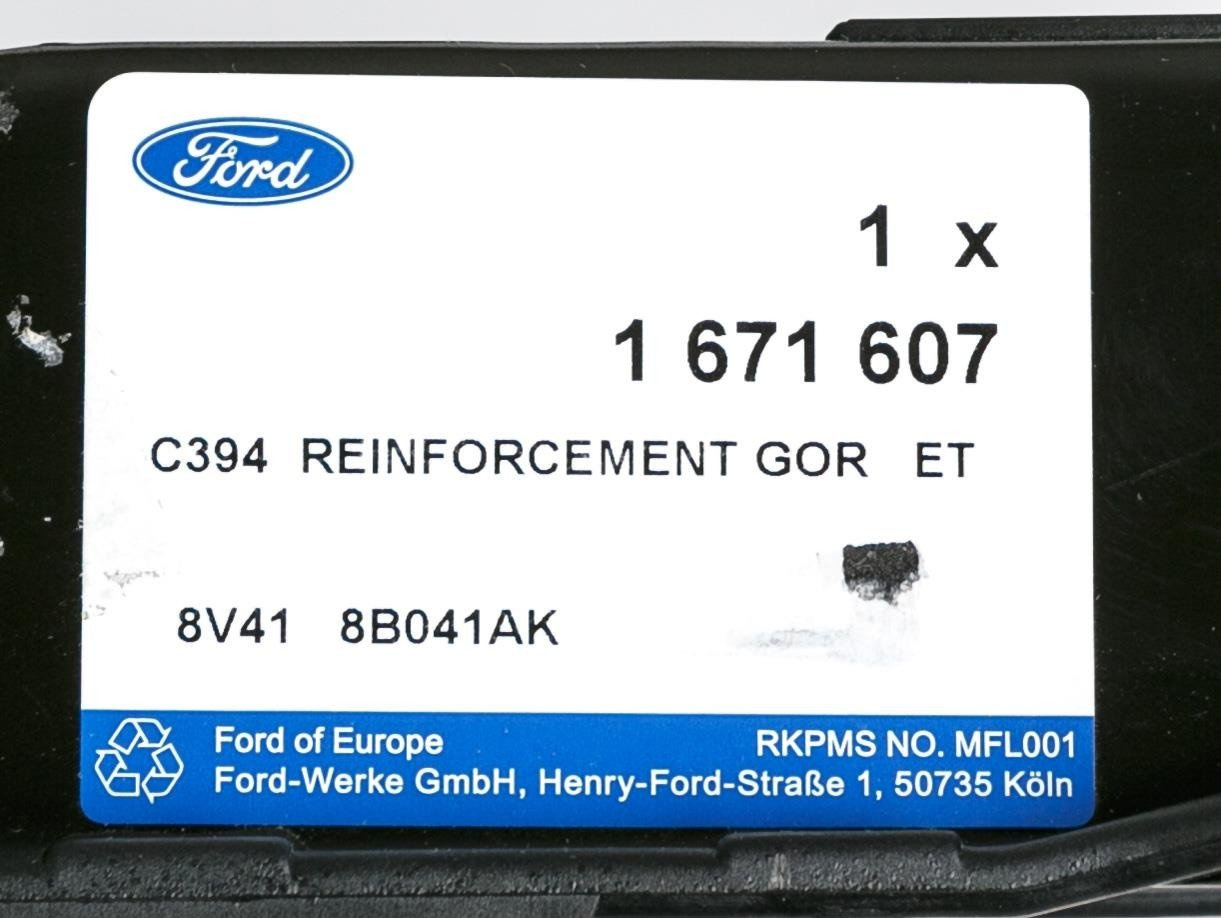 Ford
1 x
1 671 607
C394 REINFORCEMENT GOR ET
8V41 8B041AK
Ford of Europe RKPMS NO. MFL001
Ford-Werke GmbH, Henry-Ford-Straße 1, 50735 Köln